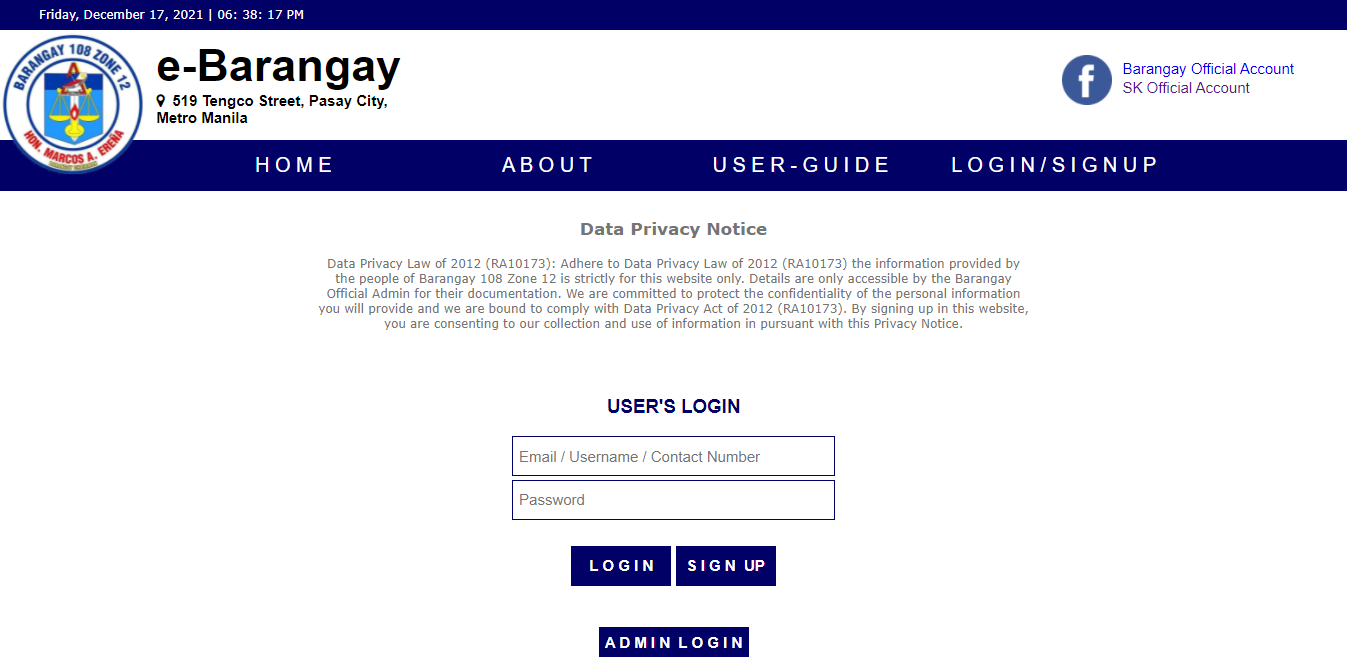 Friday, December 17, 2021 | 06: 38: 17 PM
BARANGAY 108 ZONE 12
HON. MARCOS A. EREÑA
e-Barangay
519 Tengco Street, Pasay City,
Metro Manila
f
Barangay Official Account
SK Official Account
HOME
ABOUT
USER-GUIDE
LOGIN/SIGNUP
Data Privacy Notice
Data Privacy Law of 2012 (RA10173): Adhere to Data Privacy Law of 2012 (RA10173) the information provided by
the people of Barangay 108 Zone 12 is strictly for this website only. Details are only accessible by the Barangay
Official Admin for their documentation. We are committed to protect the confidentiality of the personal information
you will provide and we are bound to comply with Data Privacy Act of 2012 (RA10173). By signing up in this website,
you are consenting to our collection and use of information in pursuant with this Privacy Notice.
USER'S LOGIN
Email / Username / Contact Number
Password
LOGIN
SIGN UP
ADMIN LOGIN